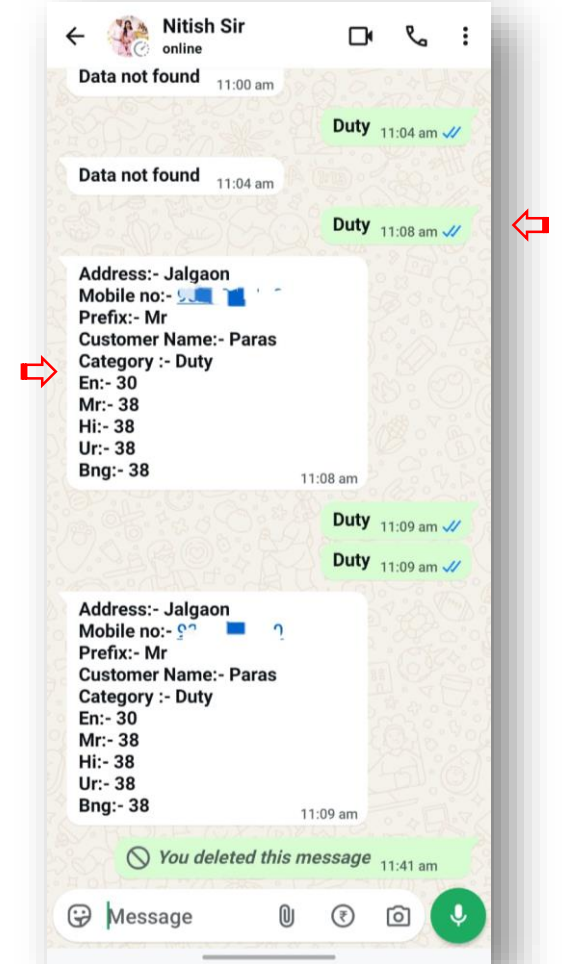 Nitish Sir
online
Data not found 11:00 am
Duty 11:04 am
Data not found 11:04 am
Duty 11:08 am
Address:- Jalgaon
Mobile no:-
Prefix:- Mr
Customer Name:- Paras
Category :- Duty
En:- 30
Mr:- 38
Hi:- 38
Ur:- 38
Bng:- 38
11:08 am
Duty 11:09 am
Duty 11:09 am
Address:- Jalgaon
Mobile no:-
Prefix:- Mr
Customer Name:- Paras
Category :- Duty
En:- 30
Mr:- 38
Hi:- 38
Ur:- 38
Bng:- 38
11:09 am
You deleted this message 11:41 am
Message
₹